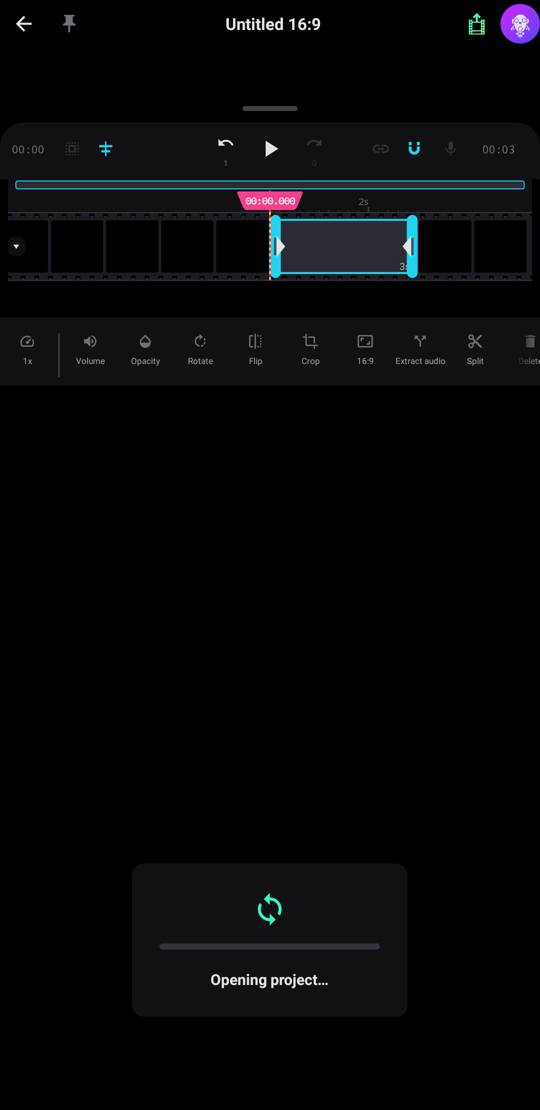 Untitled 16:9
00:00
1
0
00:03
00:00.000
2s
3s
1x
Volume
Opacity
Rotate
Flip
Crop
16:9
Extract audio
Split
Delete
Opening project...